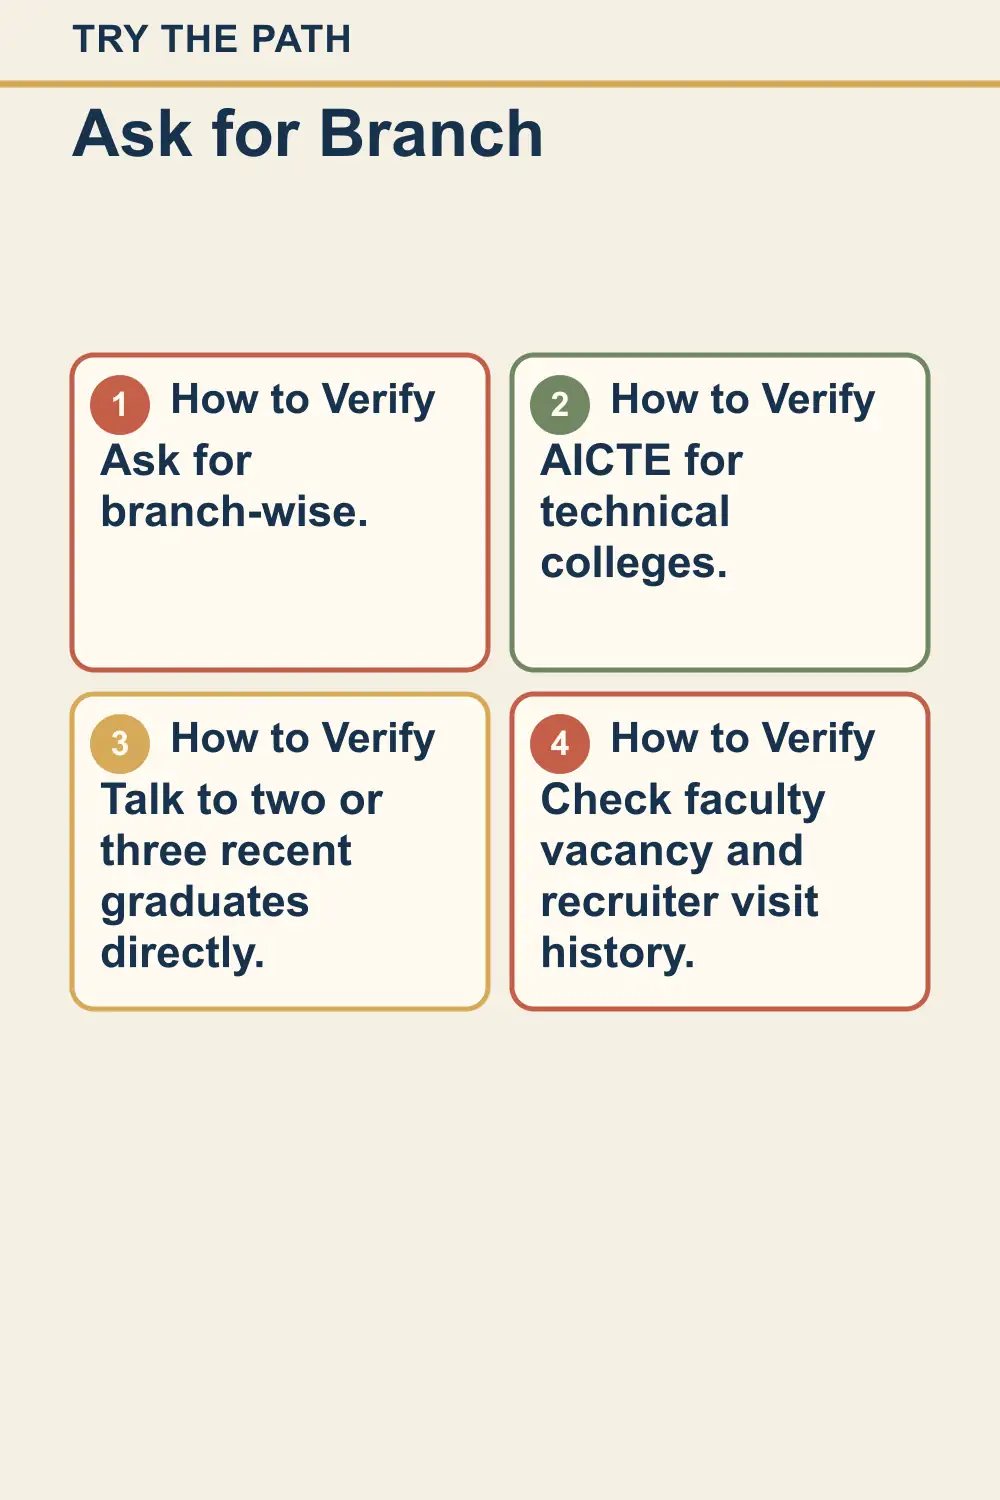 TRY THE PATH
Ask for Branch
1 How to Verify
Ask for
branch-wise.
2 How to Verify
AICTE for
technical
colleges.
3 How to Verify
Talk to two or
three recent
graduates
directly.
4 How to Verify
Check faculty
vacancy and
recruiter visit
history.